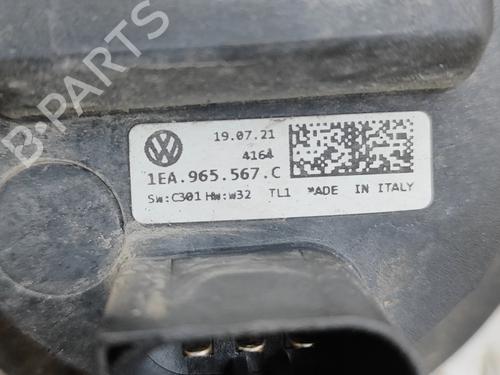 19.07.21
4164
1EA.965.567.C
SW:C301 HW:W32 TL1 MADE IN ITALY
B-PARTS